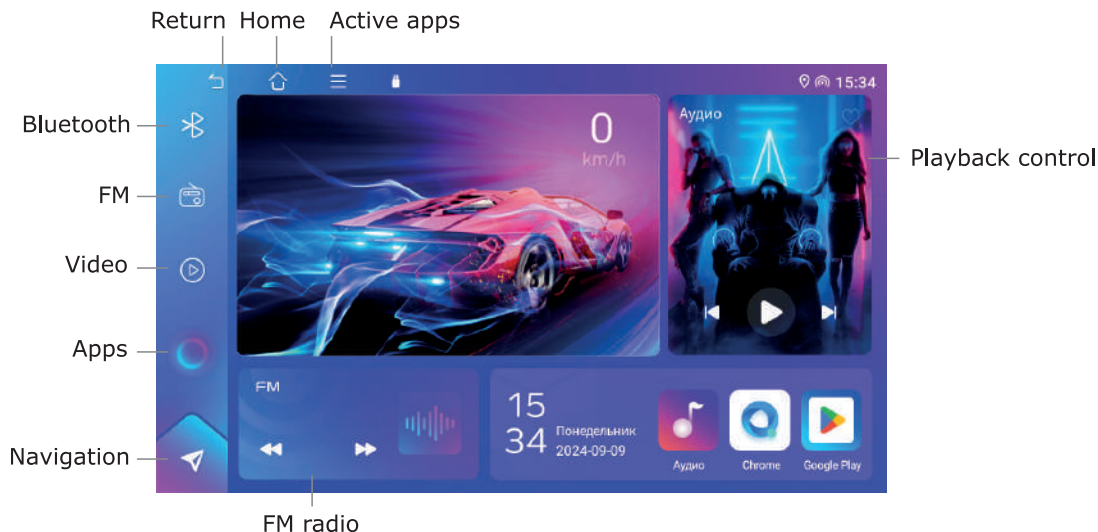 Return Home Active apps
15:34
Bluetooth
0
km/h
Аудио
Playback control
FM
Video
Apps
FM
15
34
Понедельник
2024-09-09
Аудио
Chrome
Google Play
Navigation
FM radio